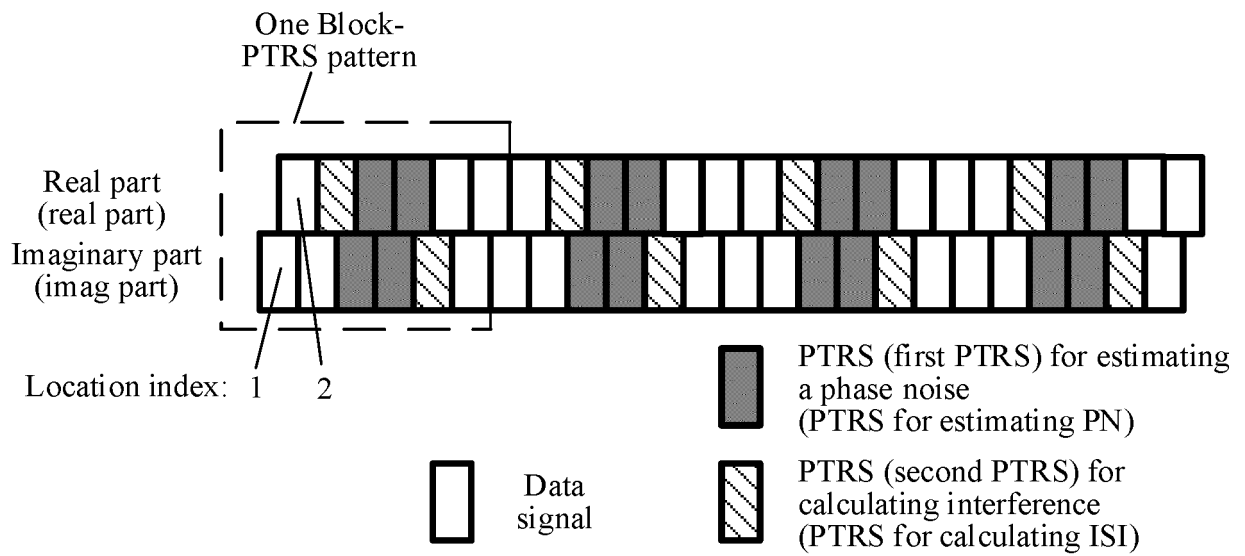 One Block-
PTRS pattern
Real part
(real part)
Imaginary part
(imag part)
Location index: 1 2
PTRS (first PTRS) for estimating
a phase noise
(PTRS for estimating PN)
Data
signal
PTRS (second PTRS) for
calculating interference
(PTRS for calculating ISI)